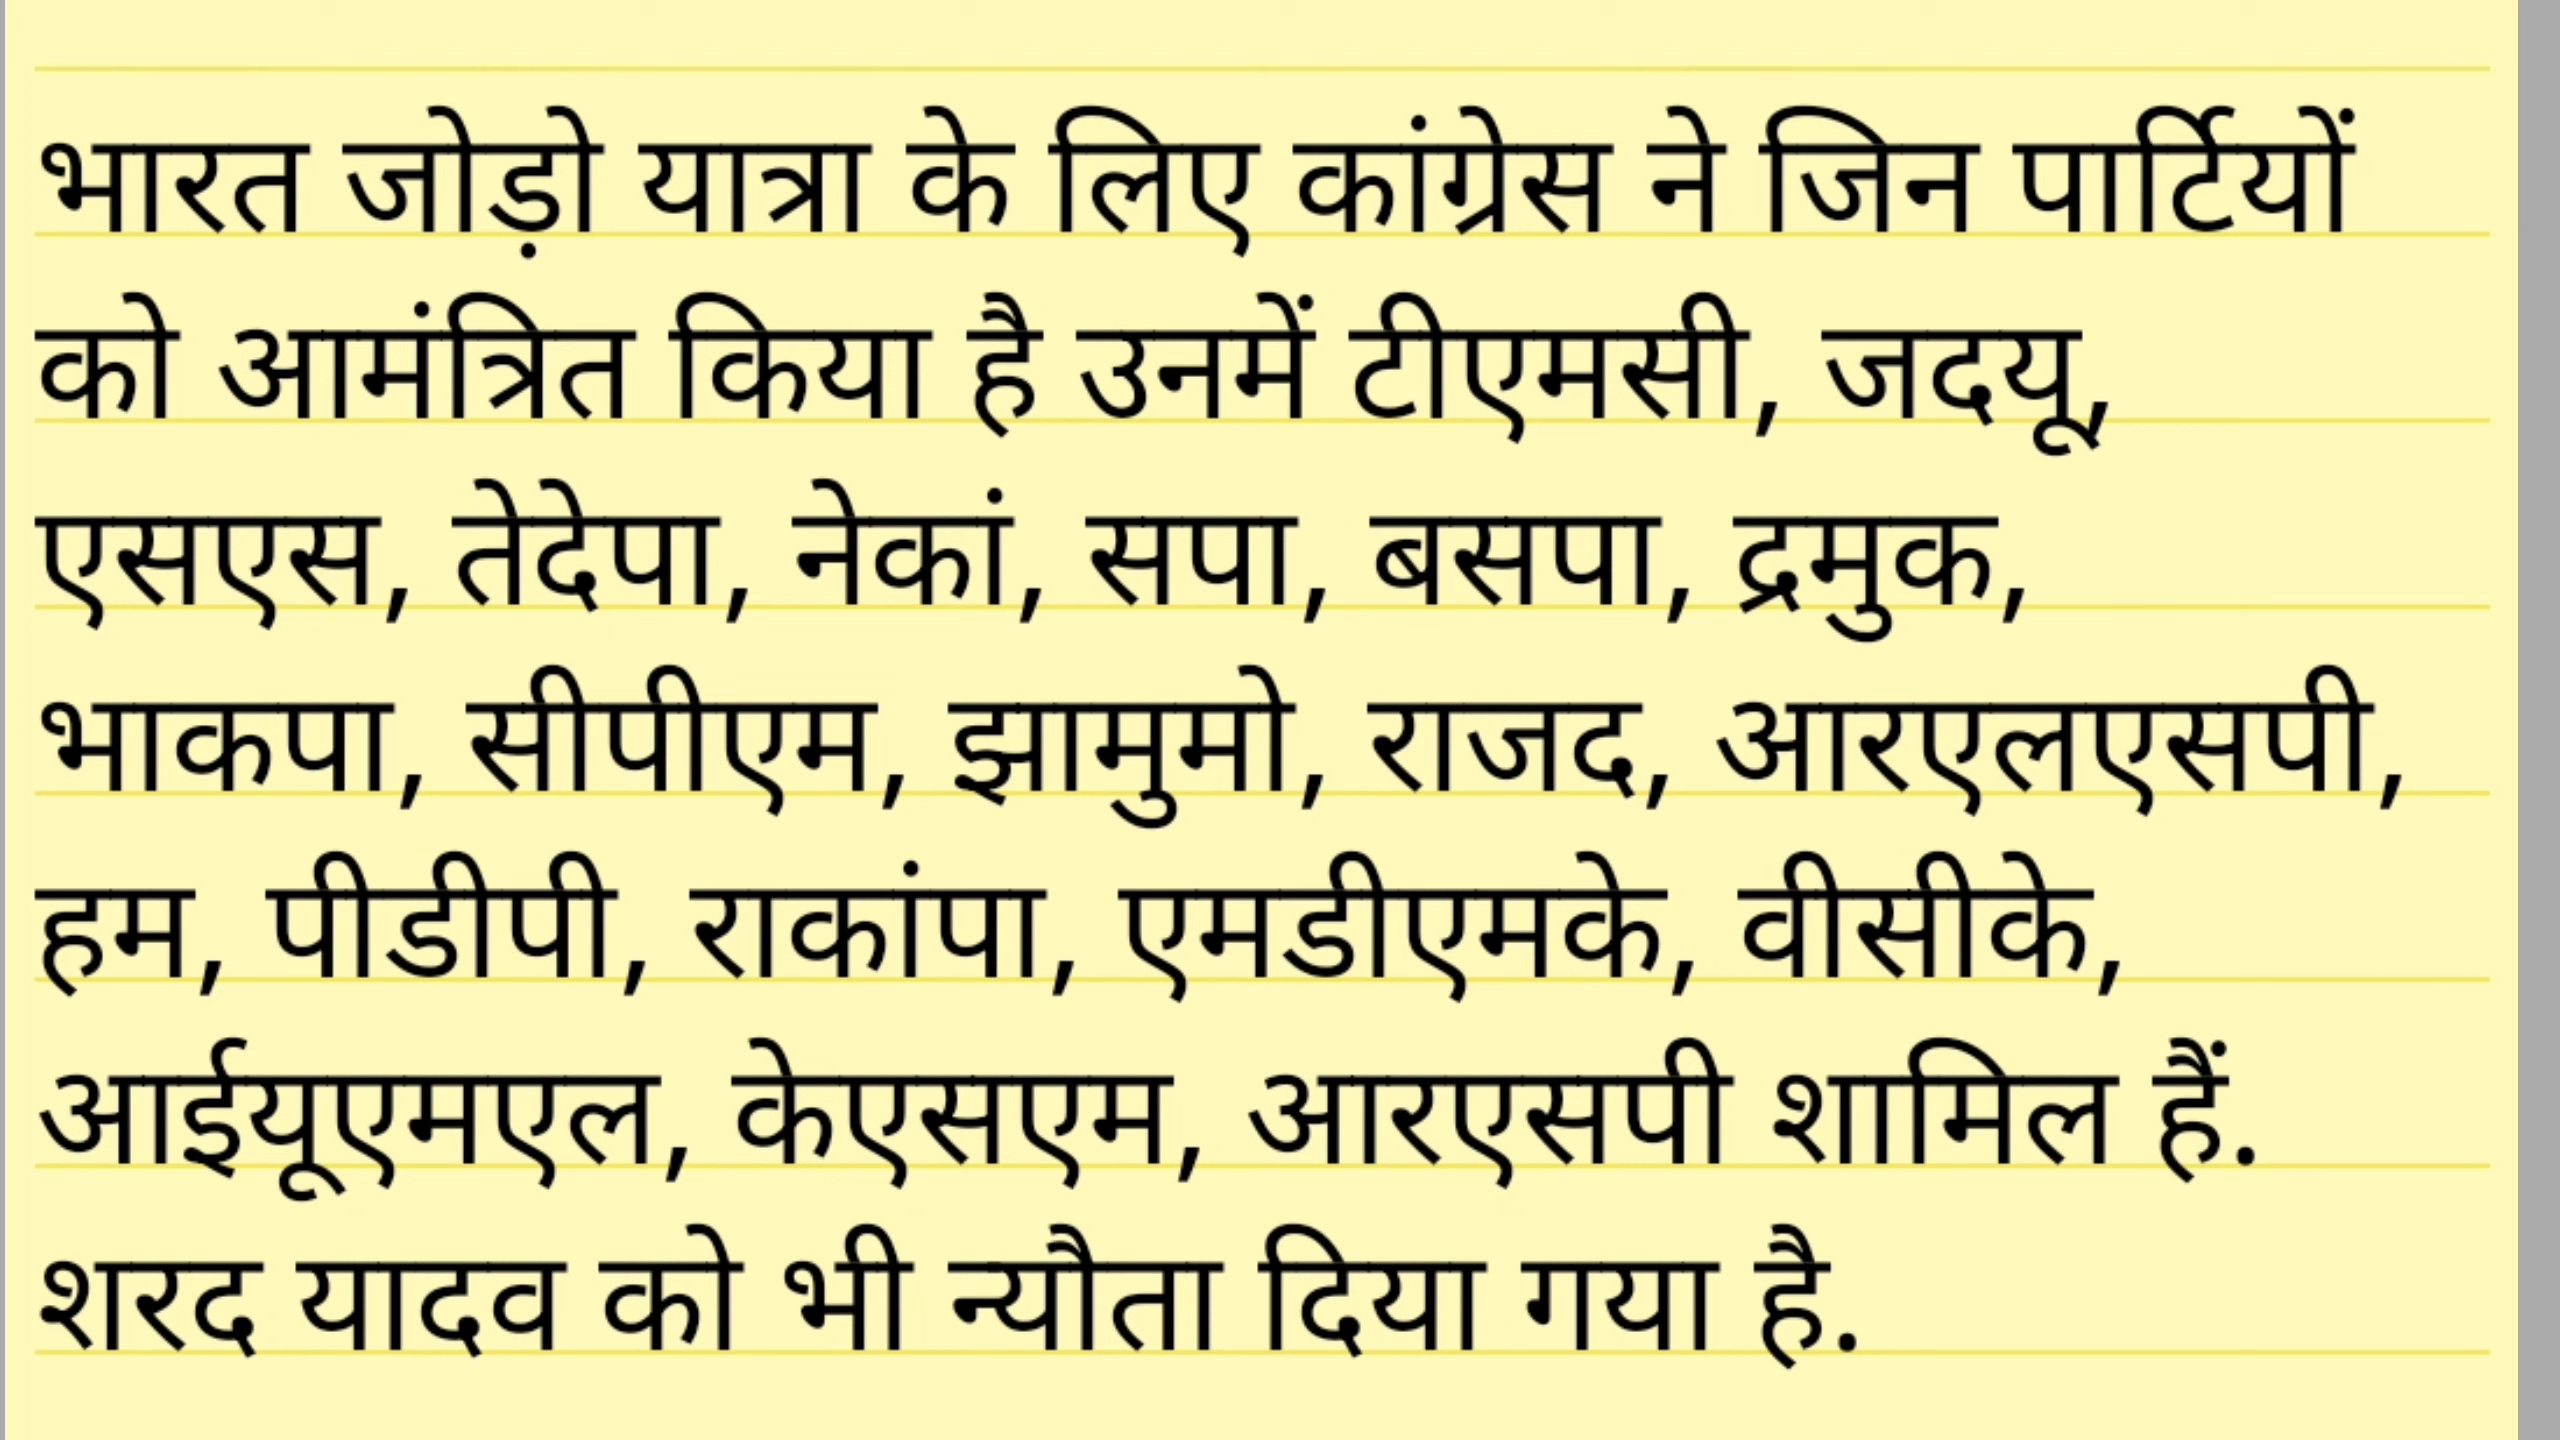 भारत जोड़ो यात्रा के लिए कांग्रेस ने जिन पार्टियों
को आमंत्रित किया है उनमें टीएमसी, जदयू,
एसएस, तेदेपा, नेकां, सपा, बसपा, द्रमुक,
भाकपा, सीपीएम, झामुमो, राजद, आरएलएसपी,
हम, पीडीपी, राकांपा, एमडीएमके, वीसीके,
आईयूएमएल, केएसएम, आरएसपी शामिल हैं.
शरद यादव को भी न्यौता दिया गया है.